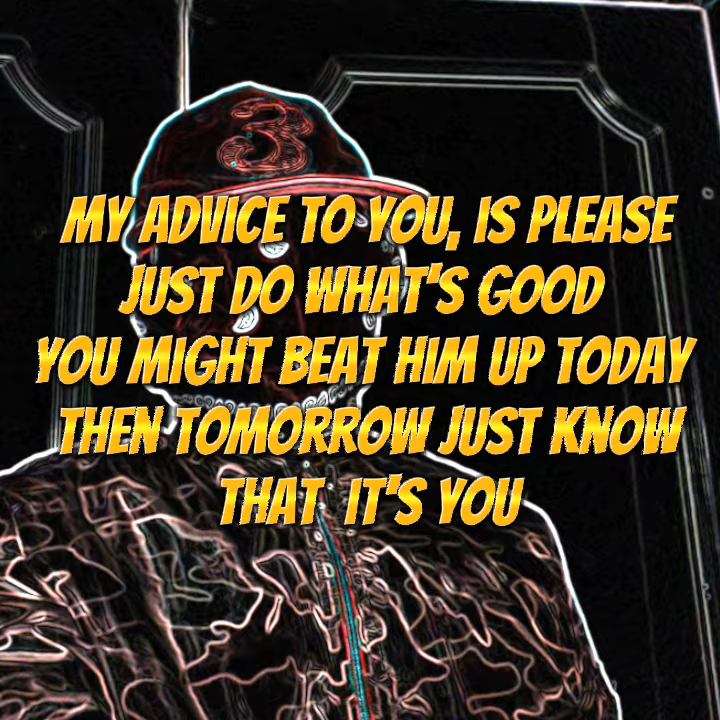 3
MY ADVICE TO YOU, IS PLEASE
JUST DO WHAT'S GOOD
YOU MIGHT BEAT HIM UP TODAY
THEN TOMORROW JUST KNOW
THAT IT'S YOU